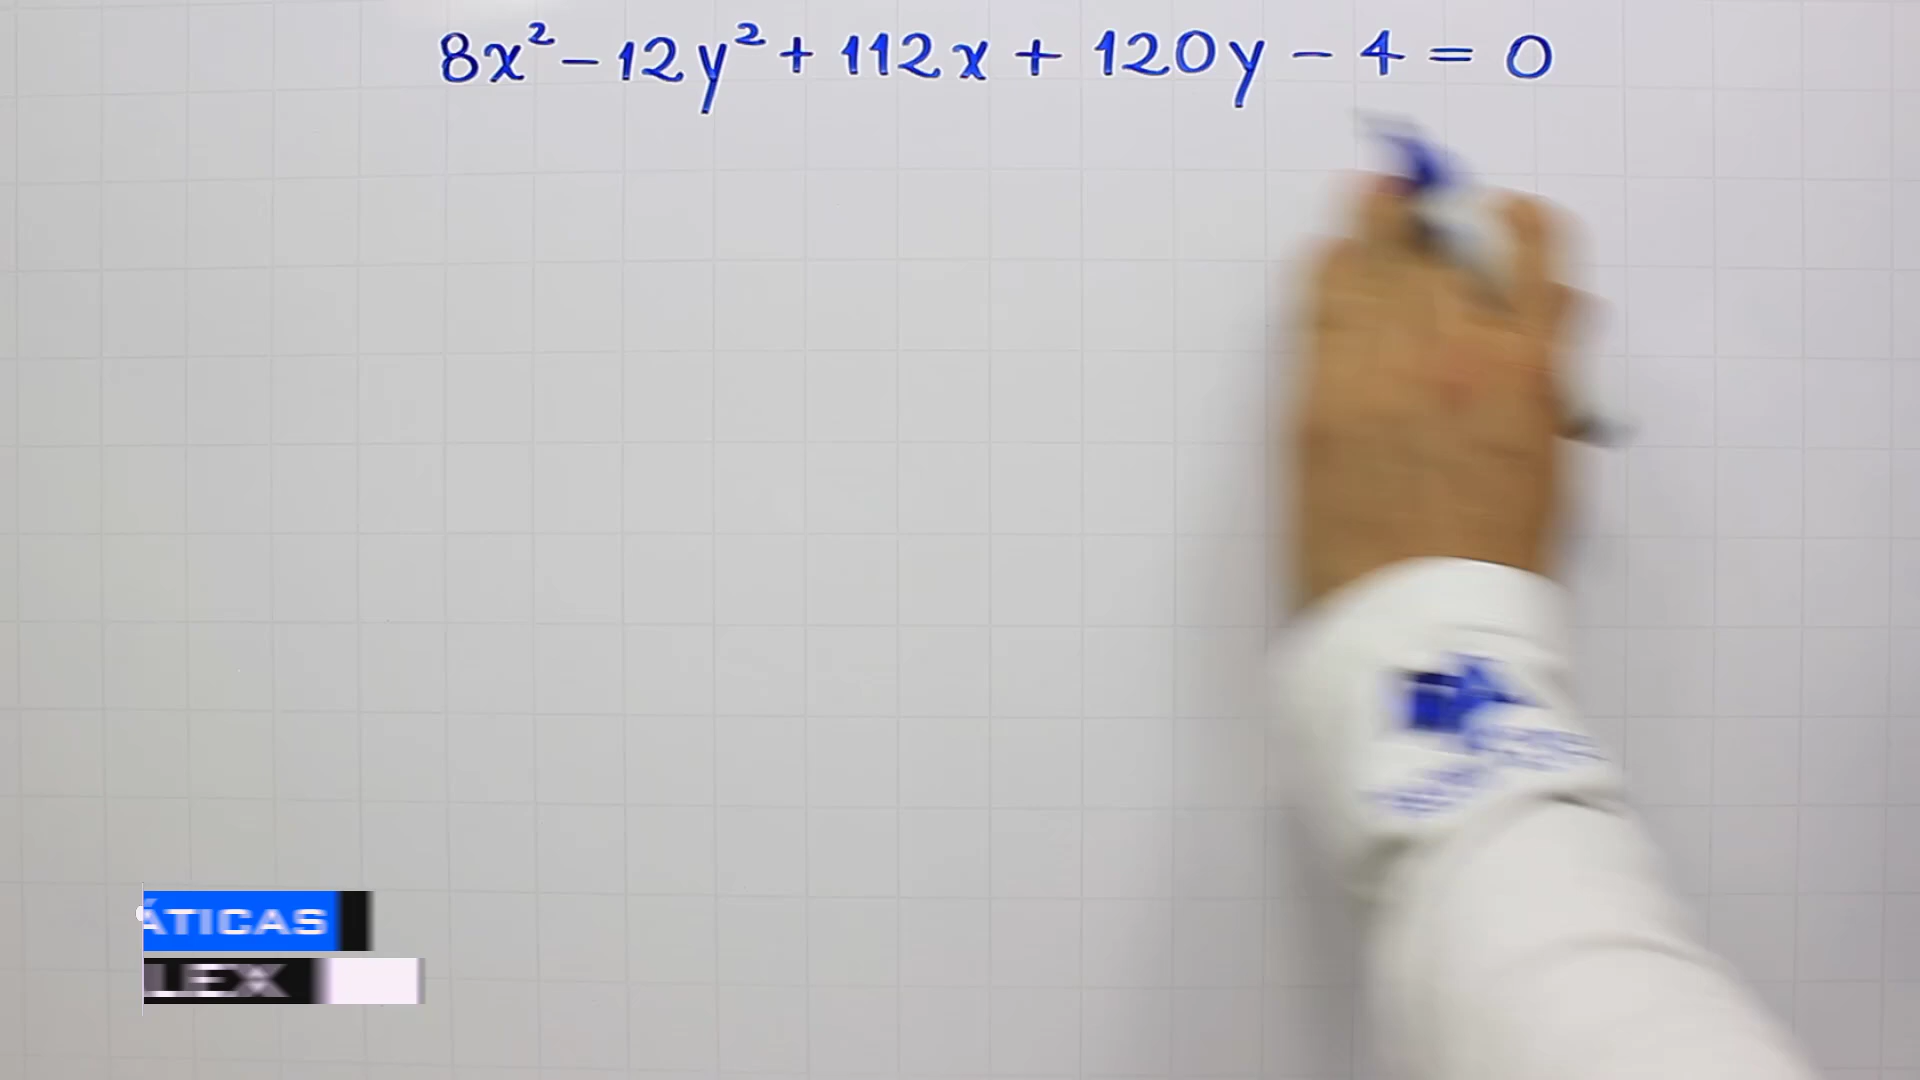 8x² - 12y² + 112x + 120y - 4 = 0
ÁTICAS
LEX